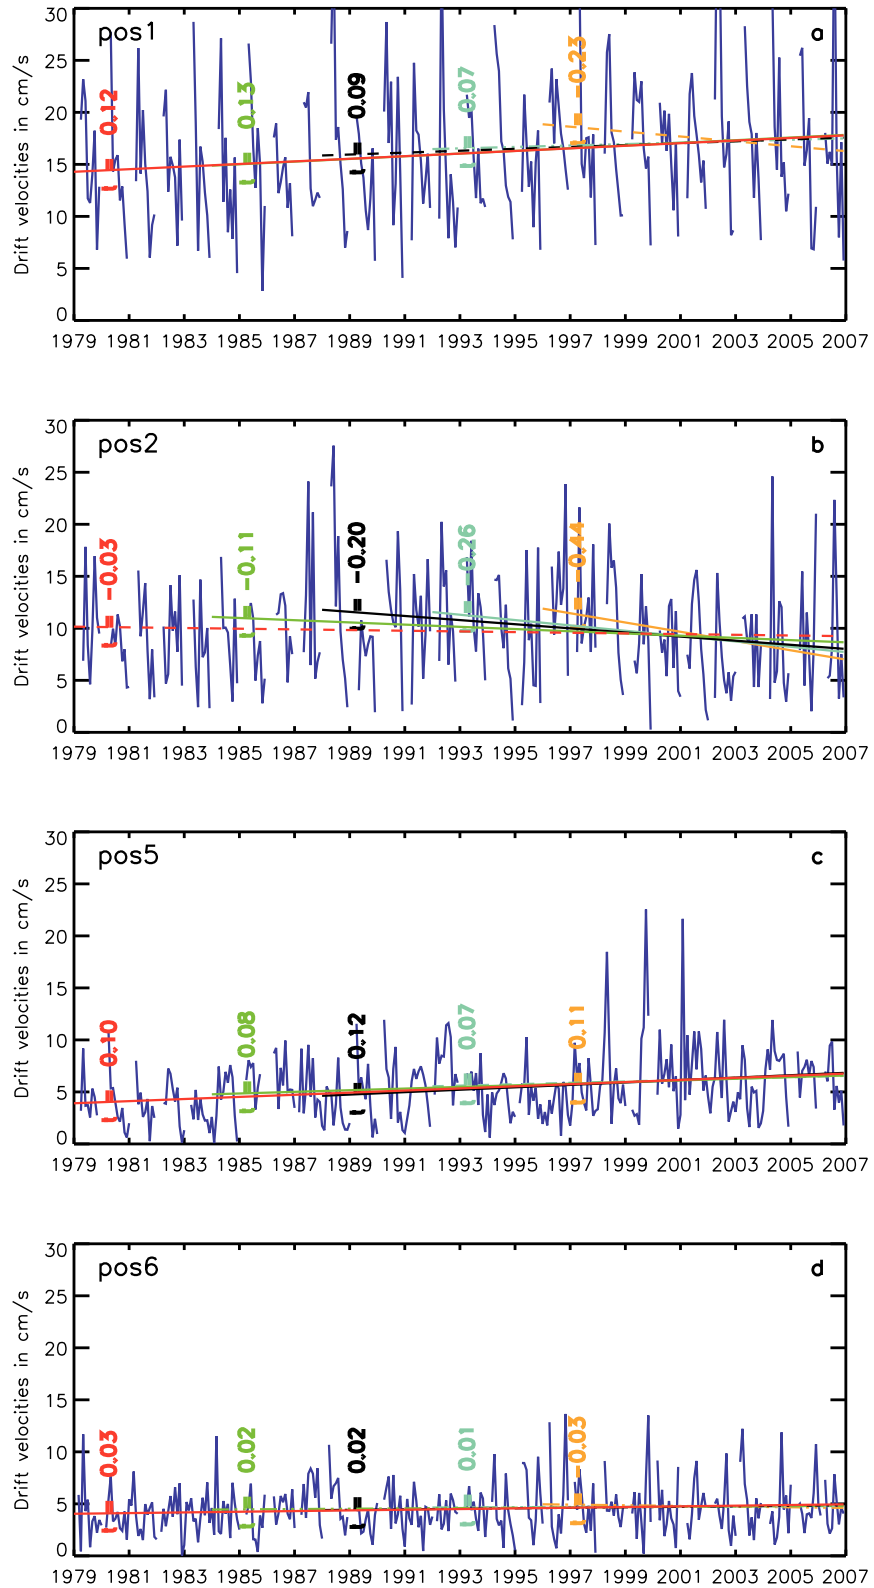 30
pos1
a
25
20
15
10
5
0
Drift velocities in cm/s
t = 0.12
t = 0.13
t = 0.09
t = 0.07
t = -0.23
1979 1981 1983 1985 1987 1989 1991 1993 1995 1997 1999 2001 2003 2005 2007
30
pos2
b
25
20
15
10
5
0
Drift velocities in cm/s
t = -0.03
t = -0.11
t = -0.20
t = -0.26
t = -0.44
1979 1981 1983 1985 1987 1989 1991 1993 1995 1997 1999 2001 2003 2005 2007
30
pos5
c
25
20
15
10
5
0
Drift velocities in cm/s
t = 0.10
t = 0.08
t = 0.12
t = 0.07
t = 0.11
1979 1981 1983 1985 1987 1989 1991 1993 1995 1997 1999 2001 2003 2005 2007
30
pos6
d
25
20
15
10
5
0
Drift velocities in cm/s
t = 0.03
t = 0.02
t = 0.02
t = 0.01
t = -0.03
1979 1981 1983 1985 1987 1989 1991 1993 1995 1997 1999 2001 2003 2005 2007